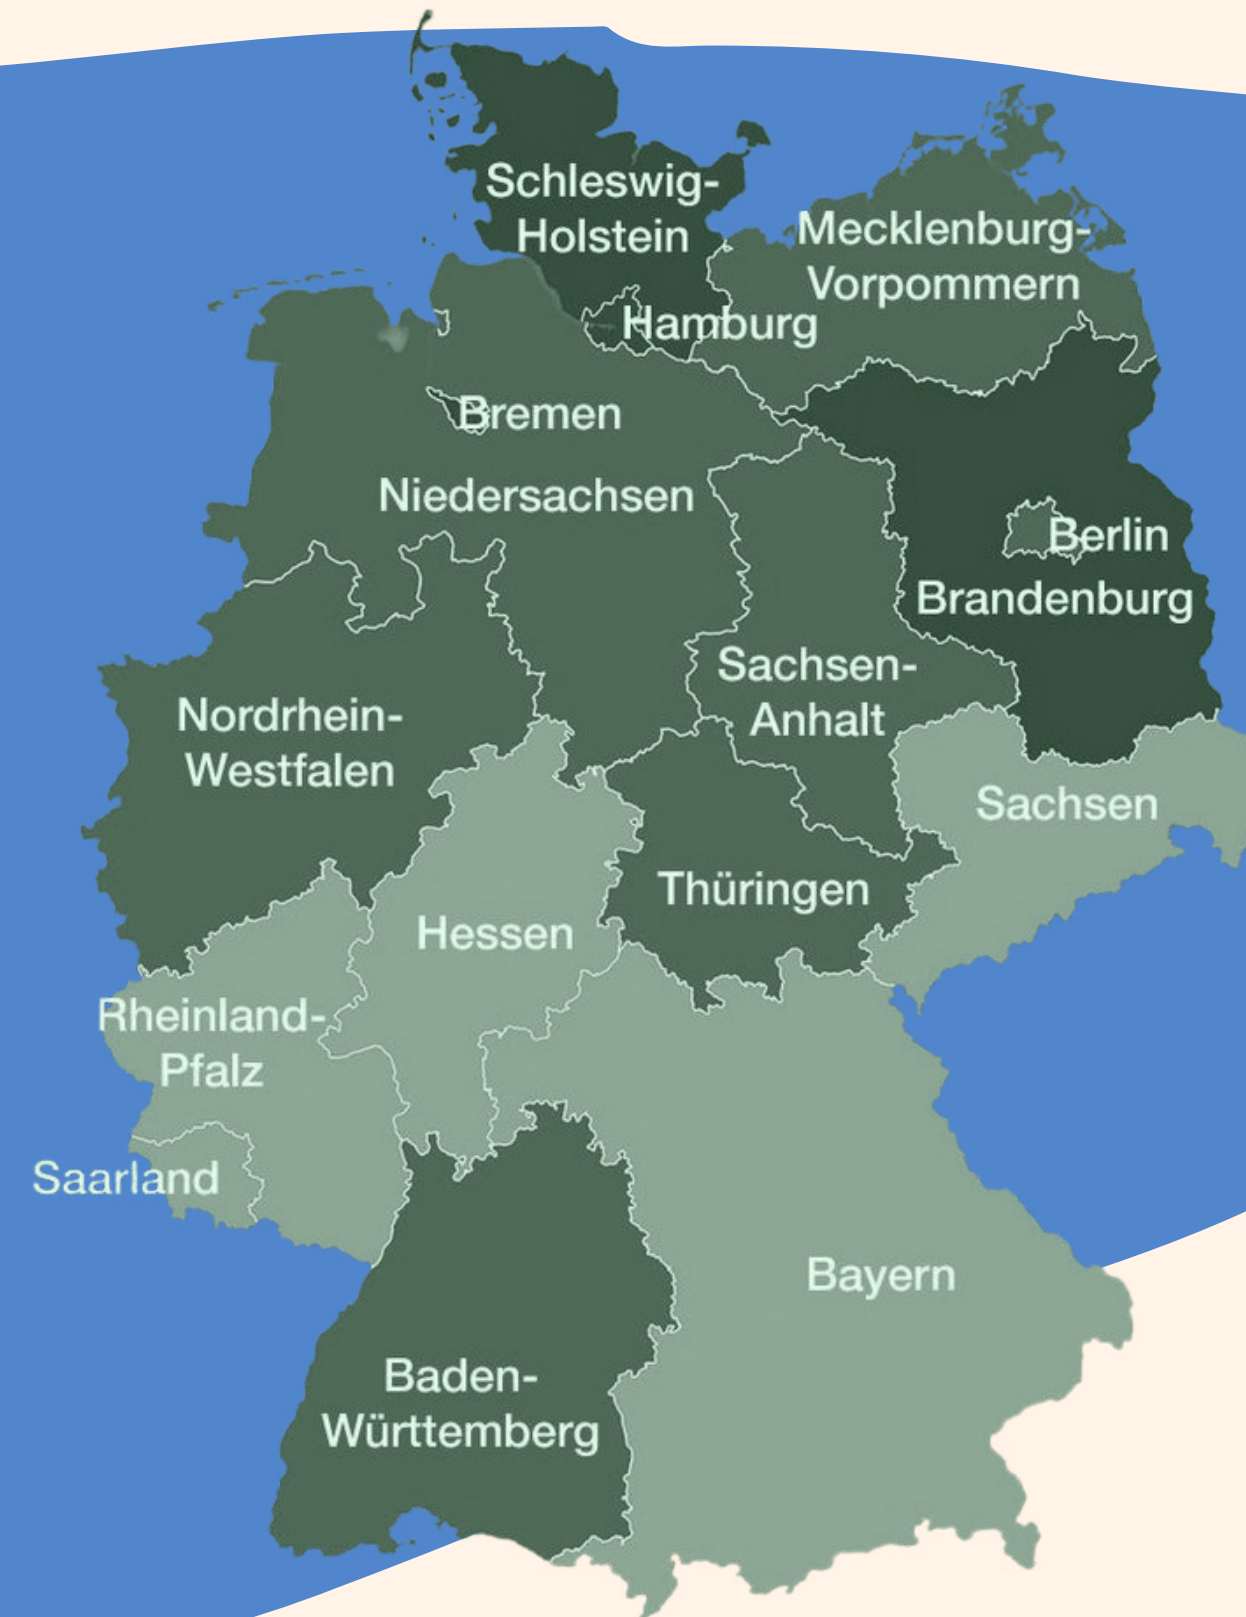 Schleswig-
Holstein
Mecklenburg-
Vorpommern
Hamburg
Bremen
Niedersachsen
Berlin
Brandenburg
Sachsen-
Anhalt
Nordrhein-
Westfalen
Sachsen
Thüringen
Hessen
Rheinland-
Pfalz
Saarland
Bayern
Baden-
Württemberg